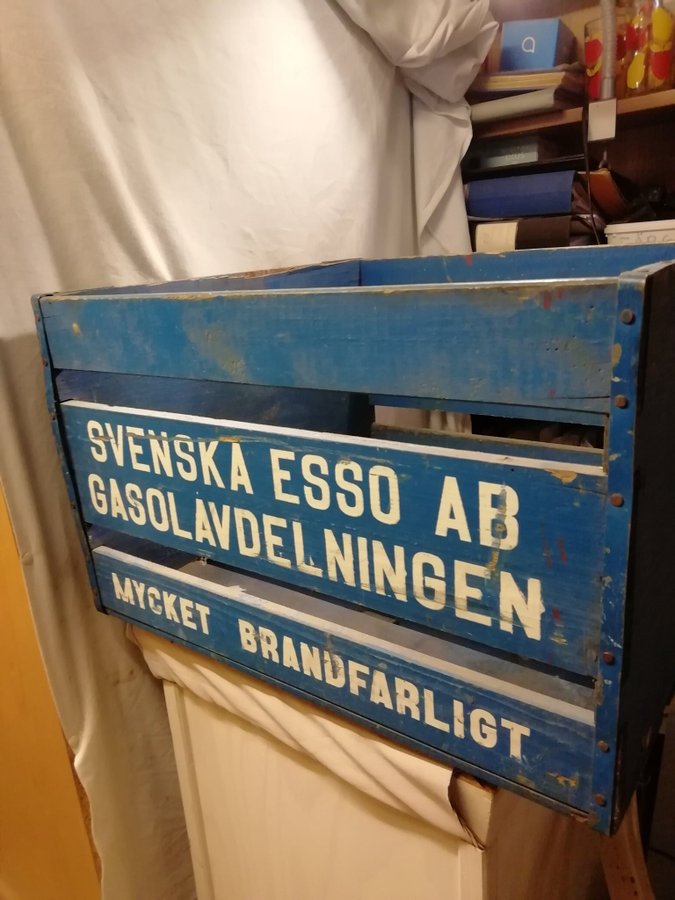 SVENSKA ESSO AB
GASOLAVDELNINGEN
MYCKET BRANDFARLIGT